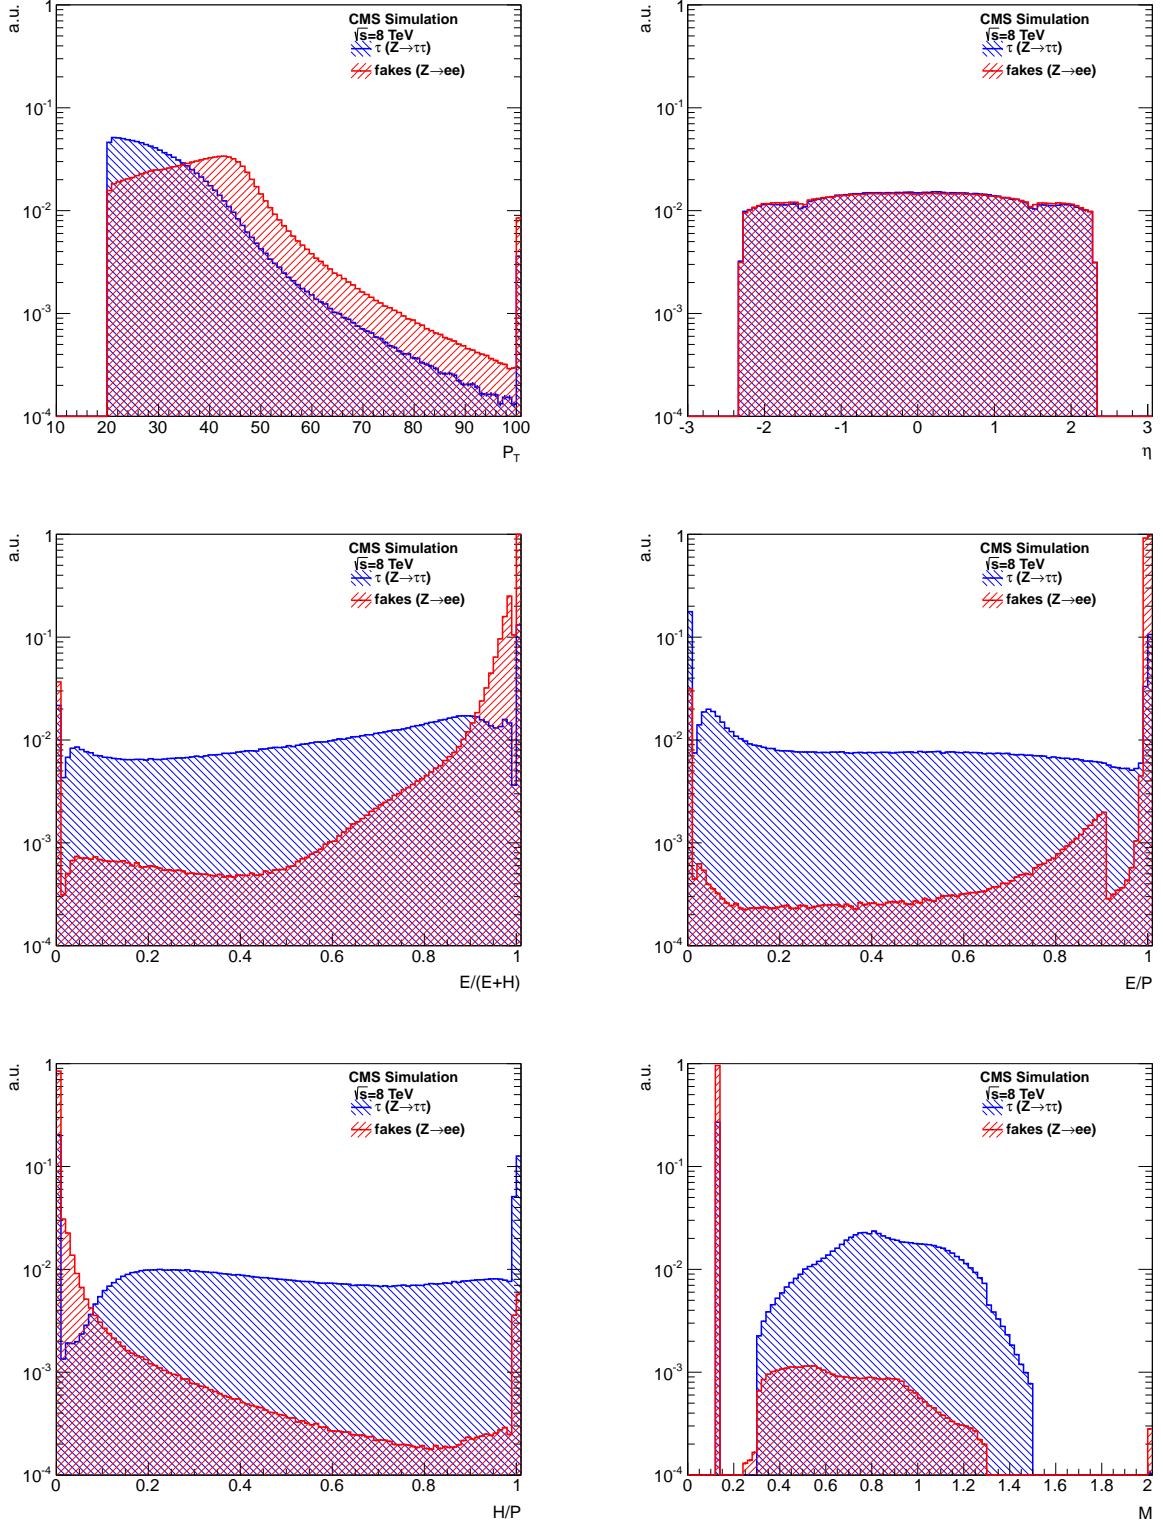 a.u.
1
10-1
10-2
10-3
10-4
CMS Simulation
√s=8 TeV
τ (Z→ττ)
fakes (Z→ee)
10 20 30 40 50 60 70 80 90 100
PT
a.u.
1
10-1
10-2
10-3
10-4
CMS Simulation
√s=8 TeV
τ (Z→ττ)
fakes (Z→ee)
-3 -2 -1 0 1 2 3
η
a.u.
1
10-1
10-2
10-3
10-4
CMS Simulation
√s=8 TeV
τ (Z→ττ)
fakes (Z→ee)
0 0.2 0.4 0.6 0.8 1
E/(E+H)
a.u.
1
10-1
10-2
10-3
10-4
CMS Simulation
√s=8 TeV
τ (Z→ττ)
fakes (Z→ee)
0 0.2 0.4 0.6 0.8 1
E/P
a.u.
1
10-1
10-2
10-3
10-4
CMS Simulation
√s=8 TeV
τ (Z→ττ)
fakes (Z→ee)
0 0.2 0.4 0.6 0.8 1
H/P
a.u.
1
10-1
10-2
10-3
10-4
CMS Simulation
√s=8 TeV
τ (Z→ττ)
fakes (Z→ee)
0 0.2 0.4 0.6 0.8 1 1.2 1.4 1.6 1.8 2
M